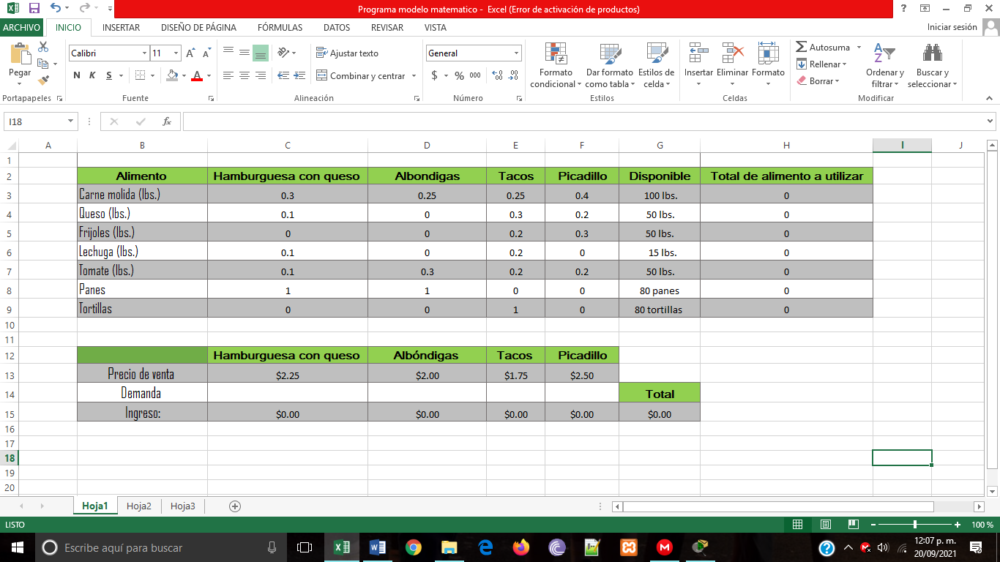 Programa modelo matematico - Excel (Error de activación de productos)
ARCHIVO INICIO INSERTAR DISEÑO DE PÁGINA FÓRMULAS DATOS REVISAR VISTA Iniciar sesión
Pegar
Portapapeles
Calibri 11
N K S
Fuente
Ajustar texto
Combinar y centrar
Alineación
General
$ % 000
Número
Formato condicional
Dar formato como tabla
Estilos de celda
Estilos
Insertar Eliminar Formato
Celdas
Autosuma
Rellenar
Borrar
Ordenar y filtrar
Buscar y seleccionar
Modificar
I18 fx
A B C D E F G H I J
1
2 Alimento Hamburguesa con queso Albondigas Tacos Picadillo Disponible Total de alimento a utilizar
3 Carne molida (lbs.) 0.3 0.25 0.25 0.4 100 lbs. 0
4 Queso (lbs.) 0.1 0 0.3 0.2 50 lbs. 0
5 Frijoles (lbs.) 0 0 0.2 0.3 50 lbs. 0
6 Lechuga (lbs.) 0.1 0 0.2 0 15 lbs. 0
7 Tomate (lbs.) 0.1 0.3 0.2 0.2 50 lbs. 0
8 Panes 1 1 0 0 80 panes 0
9 Tortillas 0 0 1 0 80 tortillas 0
10
11
12 Hamburguesa con queso Albóndigas Tacos Picadillo
13 Precio de venta $2.25 $2.00 $1.75 $2.50
14 Demanda Total
15 Ingreso: $0.00 $0.00 $0.00 $0.00 $0.00
16
17
18
19
20
Hoja1 Hoja2 Hoja3
LISTO 100 %
Escribe aquí para buscar
12:07 p. m.
20/09/2021